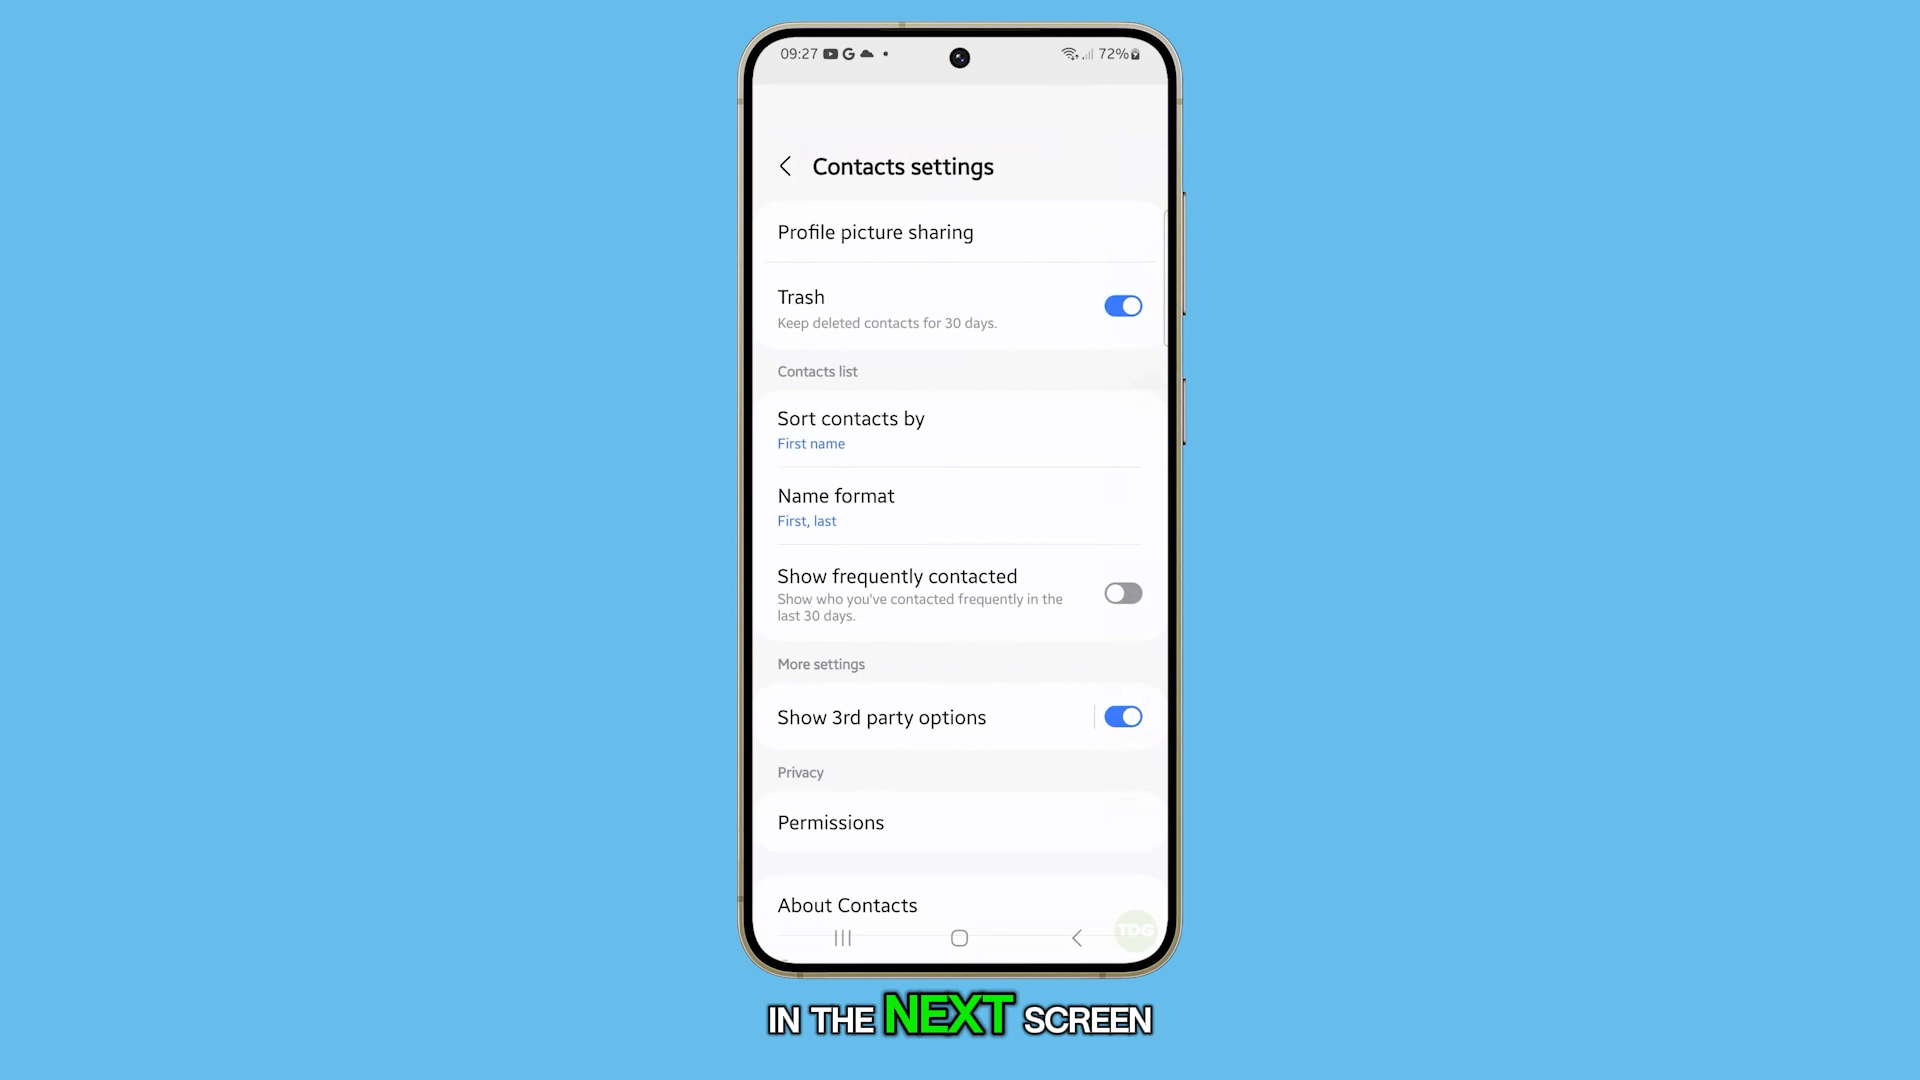 09:27 72%
Contacts settings
Profile picture sharing
Trash
Keep deleted contacts for 30 days.
Contacts list
Sort contacts by
First name
Name format
First, last
Show frequently contacted
Show who you've contacted frequently in the
last 30 days.
More settings
Show 3rd party options
Privacy
Permissions
About Contacts
TDG
IN THE NEXT SCREEN